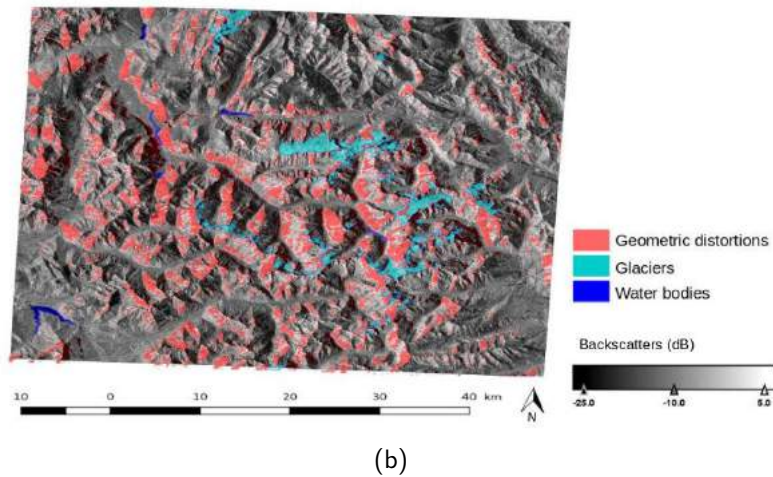 Geometric distortions
Glaciers
Water bodies
Backscatters (dB)
-25.0 -10.0 5.0
10 0 10 20 30 40 km
N
(b)